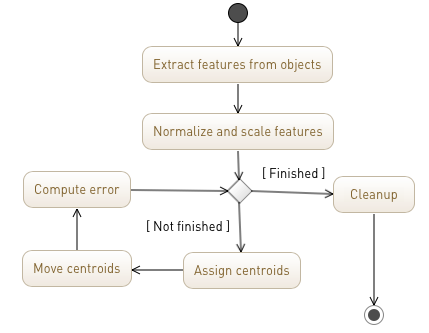 Extract features from objects
Normalize and scale features
[ Finished ]
Compute error
Cleanup
[ Not finished ]
Move centroids
Assign centroids